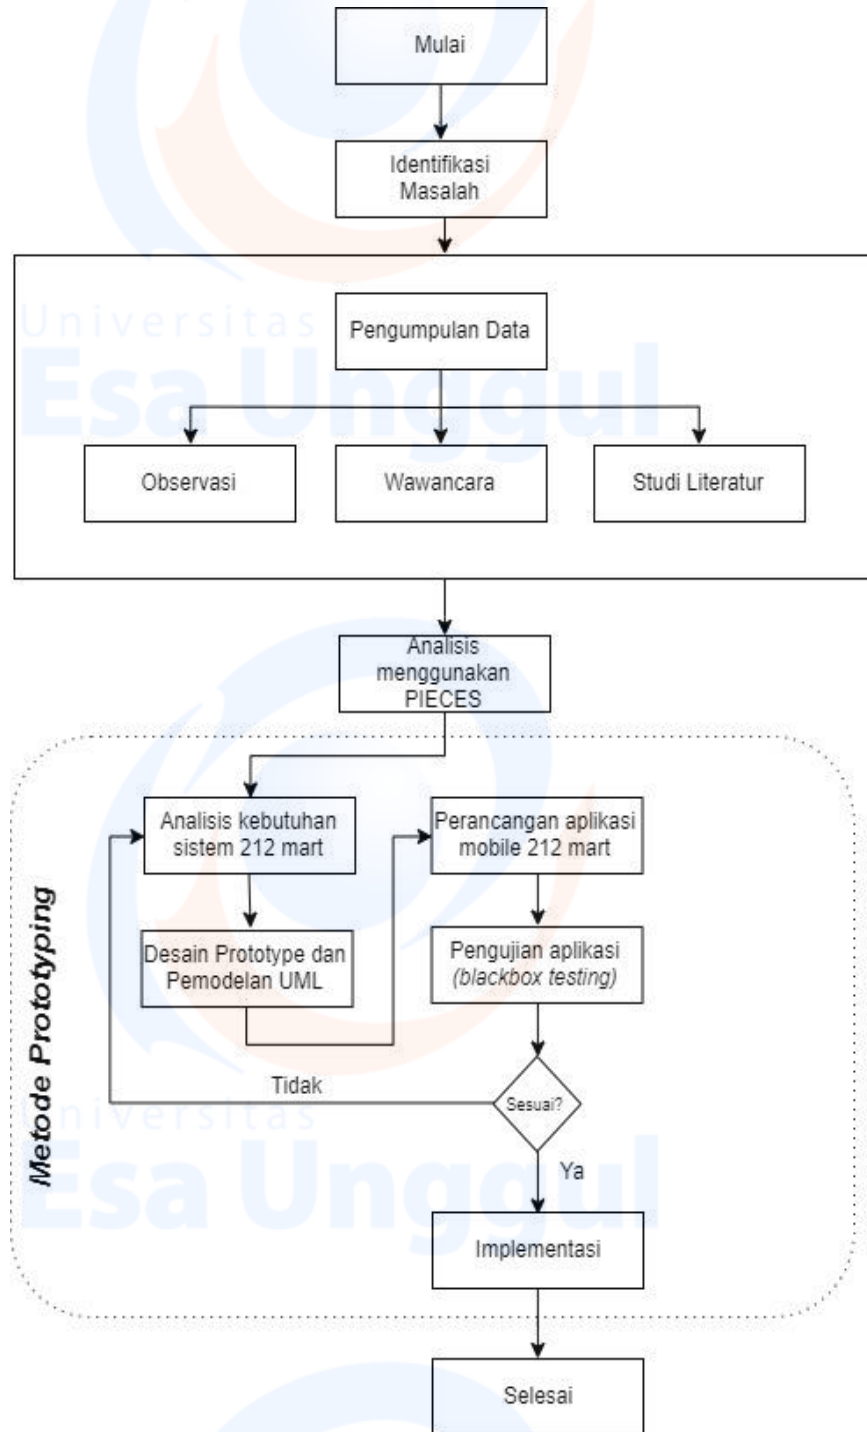 Mulai
Identifikasi
Masalah
Universitas
Esa Unggul
Pengumpulan Data
Observasi
Wawancara
Studi Literatur
Analisis
menggunakan
PIECES
Metode Prototyping
Analisis kebutuhan
sistem 212 mart
Desain Prototype dan
Pemodelan UML
Perancangan aplikasi
mobile 212 mart
Pengujian aplikasi
(blackbox testing)
Sesuai?
Tidak
Ya
Universitas
Esa Unggul
Implementasi
Selesai